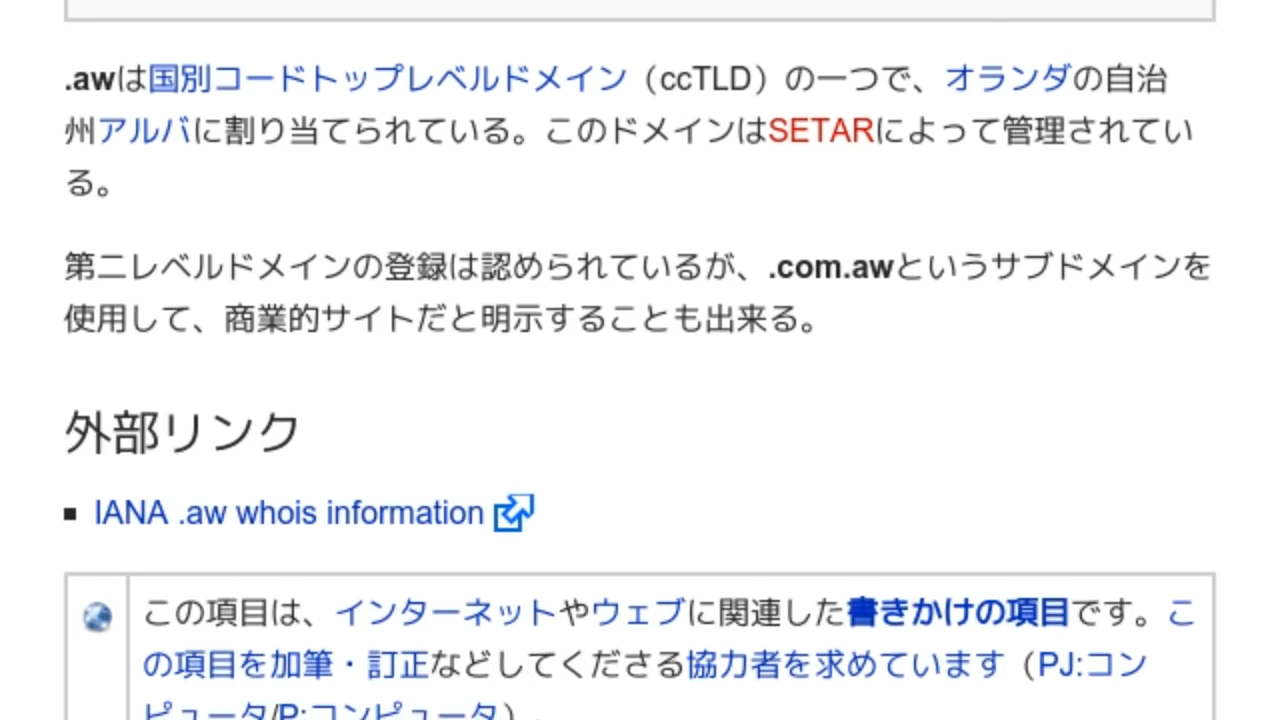 .awは国別コードトップレベルドメイン（ccTLD）の一つで、オランダの自治
州アルバに割り当てられている。このドメインはSETARによって管理されてい
る。
第二レベルドメインの登録は認められているが、.com.awというサブドメインを
使用して、商業的サイトだと明示することも出来る。
外部リンク
IANA .aw whois information
この項目は、インターネットやウェブに関連した書きかけの項目です。こ
の項目を加筆・訂正などしてくださる協力者を求めています（PJ:コン
ピュータ/P:コンピュータ）。